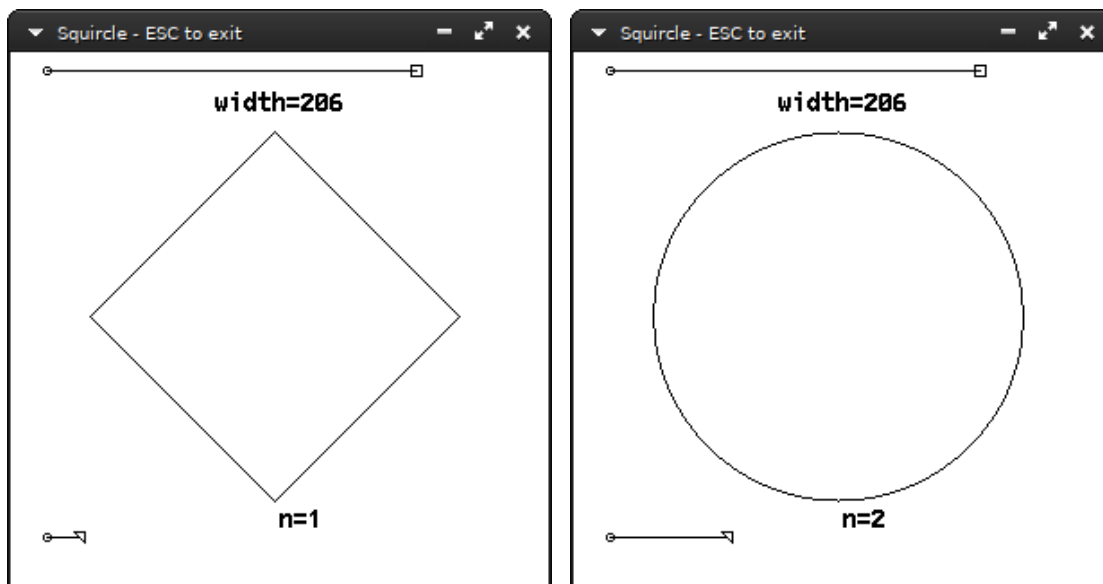 Squircle - ESC to exit
width=206
n=1
Squircle - ESC to exit
width=206
n=2